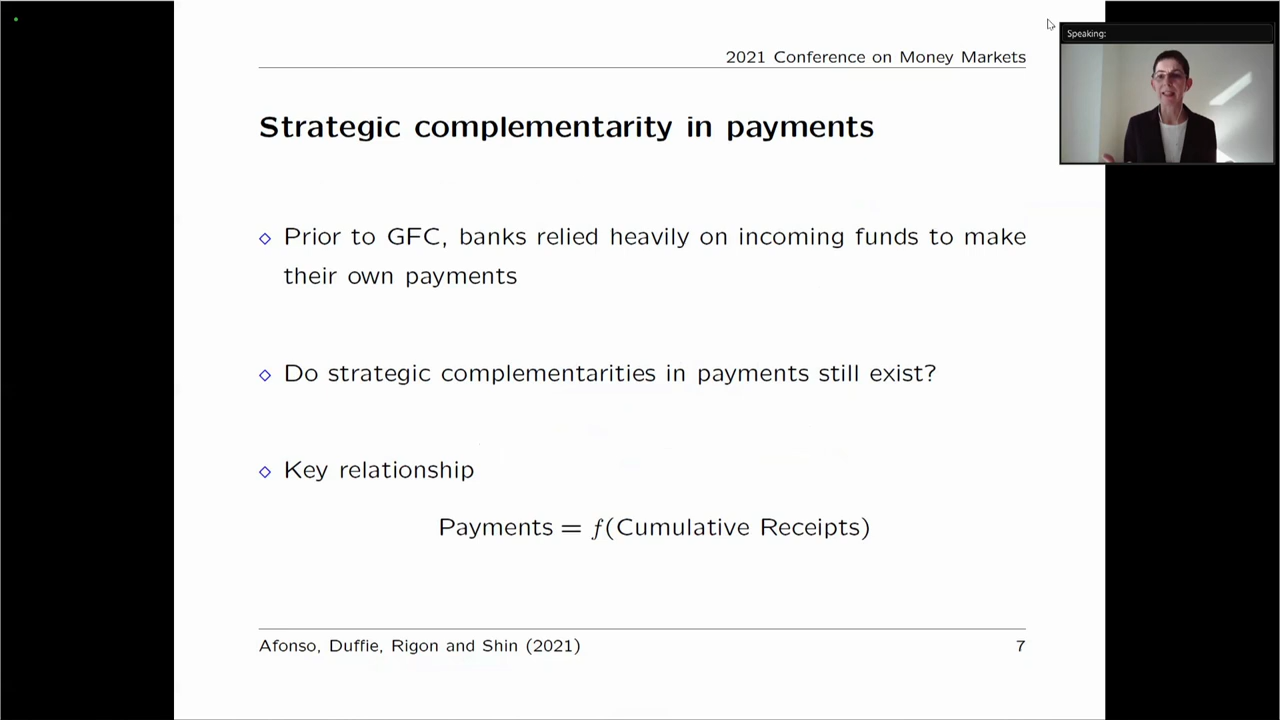 2021 Conference on Money Markets
Speaking:
Strategic complementarity in payments
◇ Prior to GFC, banks relied heavily on incoming funds to make
their own payments
◇ Do strategic complementarities in payments still exist?
◇ Key relationship
Payments = f(Cumulative Receipts)
Afonso, Duffie, Rigon and Shin (2021)
7